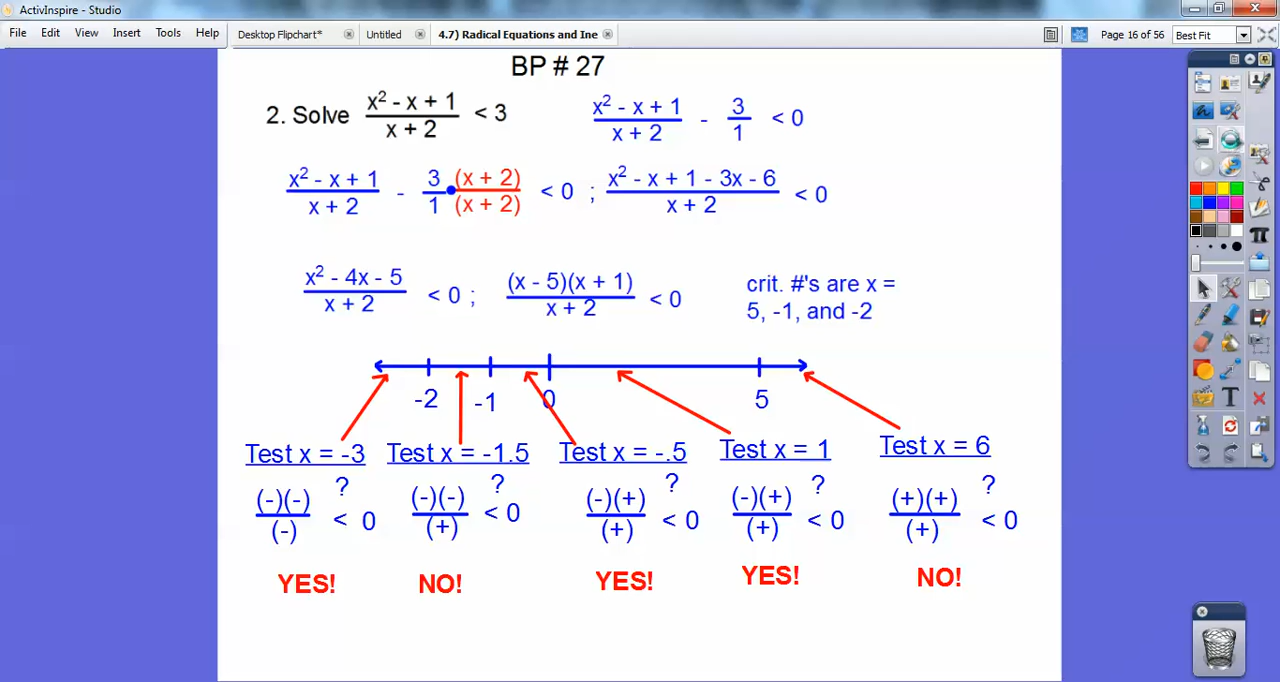 ActivInspire - Studio
File Edit View Insert Tools Help Desktop Flipchart* Untitled 4.7) Radical Equations and Ine Page 16 of 56 Best Fit
BP # 27
2. Solve (x² - x + 1)/(x + 2) < 3
(x² - x + 1)/(x + 2) - 3/1 < 0
(x² - x + 1)/(x + 2) - 3/1 • (x + 2)/(x + 2) < 0 ; (x² - x + 1 - 3x - 6)/(x + 2) < 0
(x² - 4x - 5)/(x + 2) < 0 ; ((x - 5)(x + 1))/(x + 2) < 0
crit. #'s are x =
5, -1, and -2
-2 -1 0 5
Test x = -3 Test x = -1.5 Test x = -.5 Test x = 1 Test x = 6
(-)(-)/(-) < 0 ? (-)(-)/(+) < 0 ? (-)(+)/(+) < 0 ? (-)(+)/(+) < 0 ? (+)(+)/(+) < 0 ?
YES! NO! YES! YES! NO!